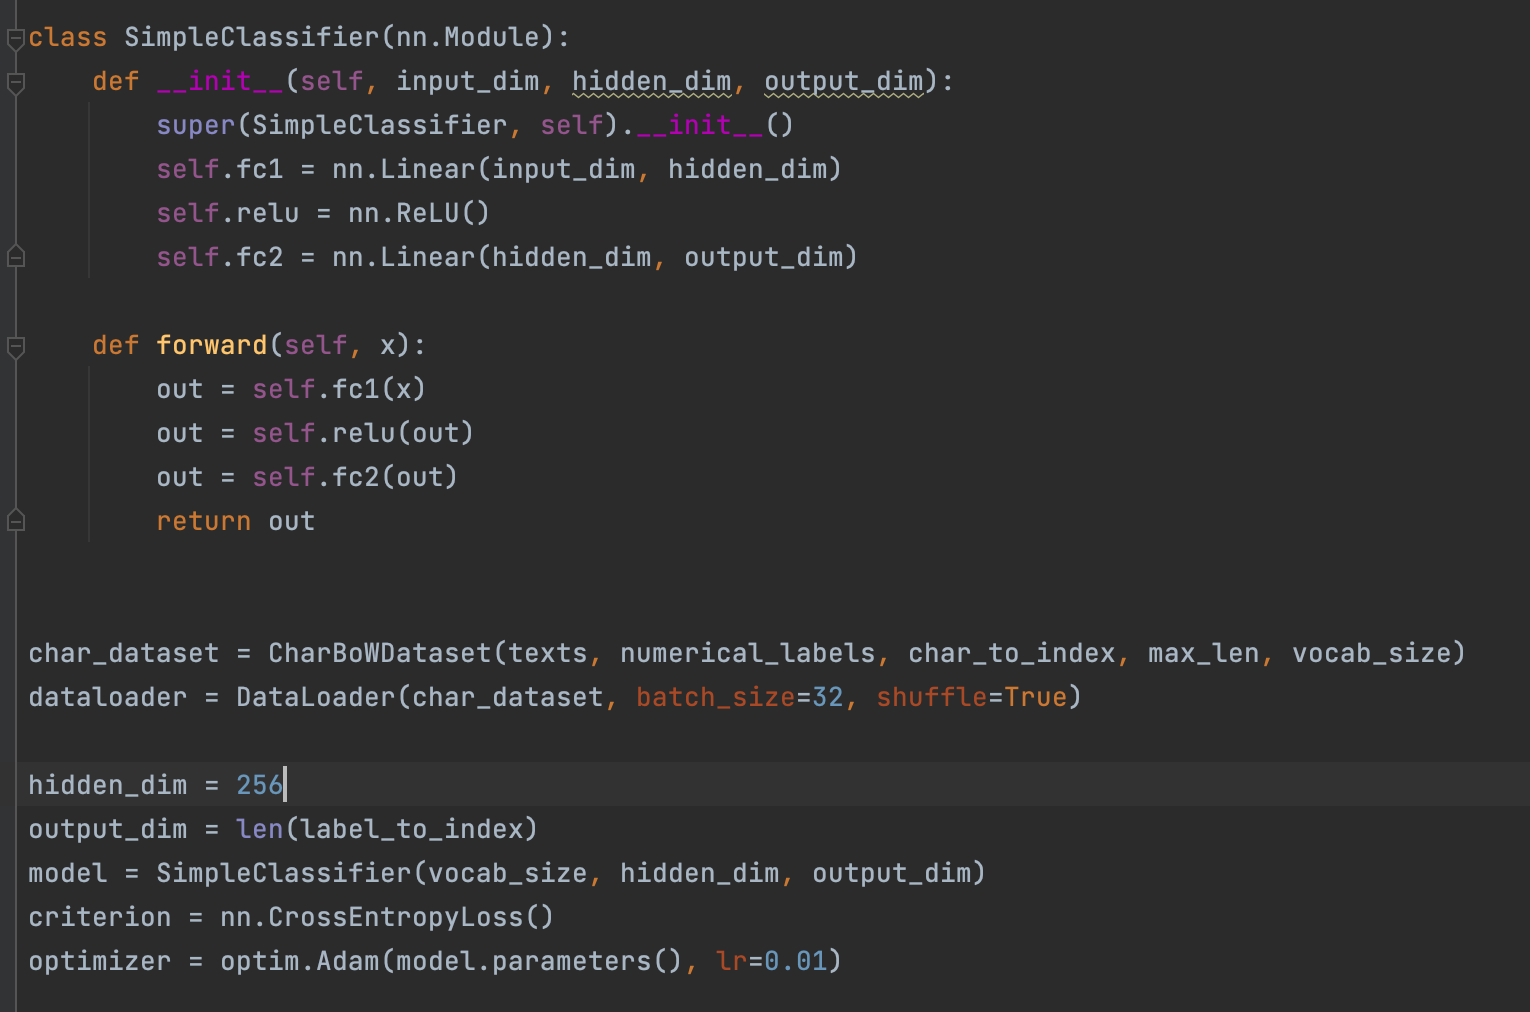 class SimpleClassifier(nn.Module):
    def __init__(self, input_dim, hidden_dim, output_dim):
        super(SimpleClassifier, self).__init__()
        self.fc1 = nn.Linear(input_dim, hidden_dim)
        self.relu = nn.ReLU()
        self.fc2 = nn.Linear(hidden_dim, output_dim)
    def forward(self, x):
        out = self.fc1(x)
        out = self.relu(out)
        out = self.fc2(out)
        return out
char_dataset = CharBoWDataset(texts, numerical_labels, char_to_index, max_len, vocab_size)
dataloader = DataLoader(char_dataset, batch_size=32, shuffle=True)
hidden_dim = 256
output_dim = len(label_to_index)
model = SimpleClassifier(vocab_size, hidden_dim, output_dim)
criterion = nn.CrossEntropyLoss()
optimizer = optim.Adam(model.parameters(), lr=0.01)